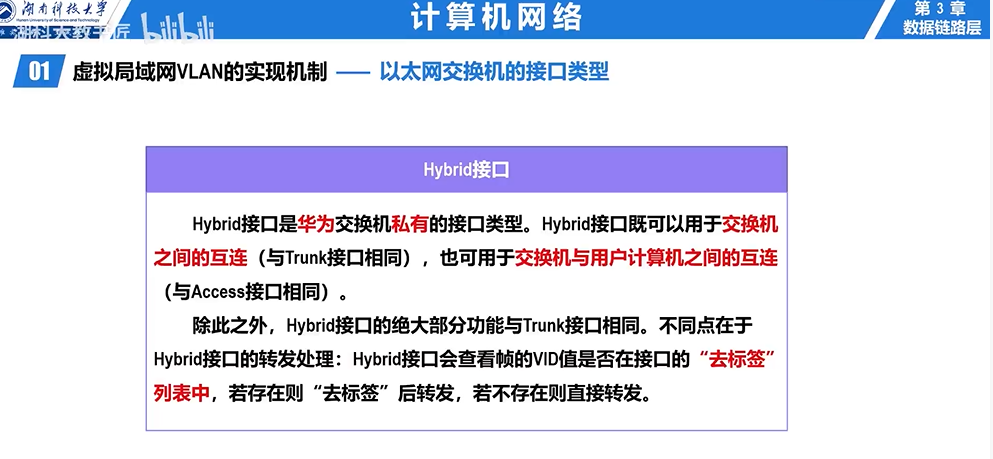 湖南科技大学
Hunan University of Science and Technology
计算机网络
第 3 章
数据链路层
湖科大教书匠 bilibili
01 虚拟局域网VLAN的实现机制 —— 以太网交换机的接口类型
Hybrid接口
Hybrid接口是华为交换机私有的接口类型。Hybrid接口既可以用于交换机
之间的互连（与Trunk接口相同），也可用于交换机与用户计算机之间的互连
（与Access接口相同）。
除此之外，Hybrid接口的绝大部分功能与Trunk接口相同。不同点在于
Hybrid接口的转发处理：Hybrid接口会查看帧的VID值是否在接口的“去标签”
列表中，若存在则“去标签”后转发，若不存在则直接转发。